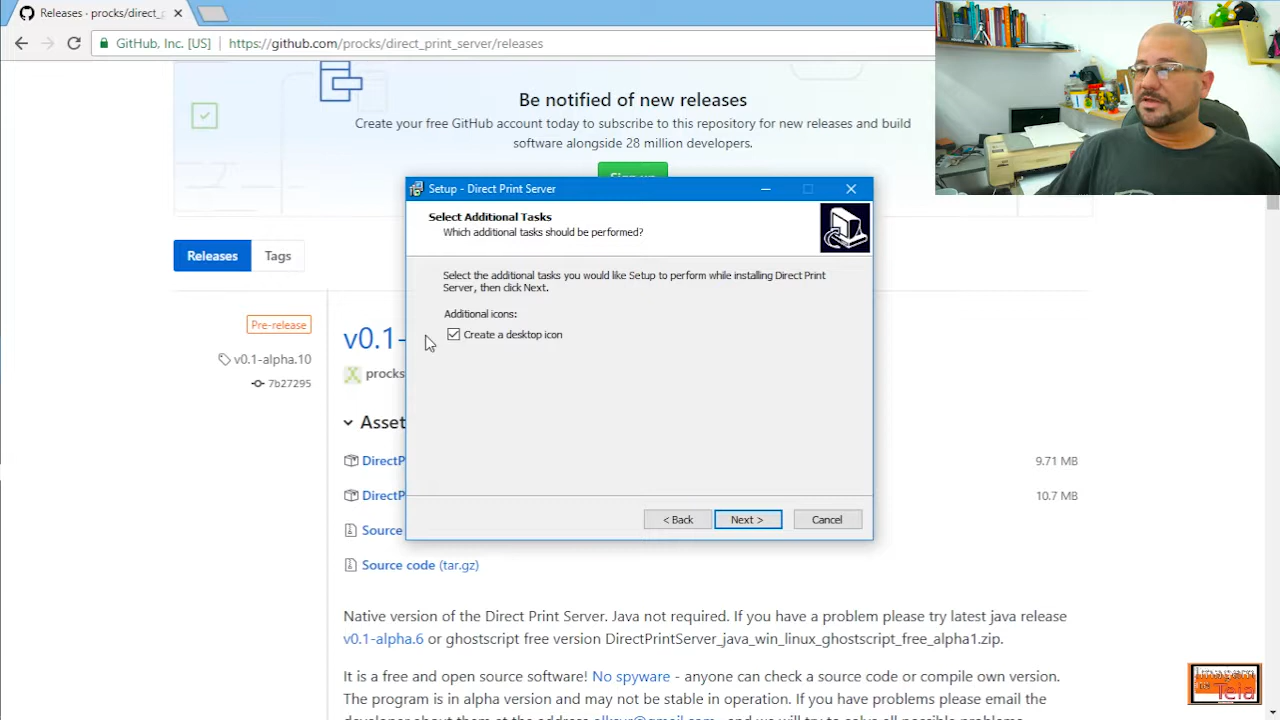 Releases · procks/direct_
GitHub, Inc. [US]
https://github.com/procks/direct_print_server/releases
Be notified of new releases
Create your free GitHub account today to subscribe to this repository for new releases and build
software alongside 28 million developers.
Setup - Direct Print Server
Select Additional Tasks
Which additional tasks should be performed?
Select the additional tasks you would like Setup to perform while installing Direct Print
Server, then click Next.
Additional icons:
Create a desktop icon
< Back
Next >
Cancel
Releases
Tags
Pre-release
v0.1-alpha.10
7b27295
v0.1-
procks
Asset
DirectP
9.71 MB
DirectP
10.7 MB
Source
Source code (tar.gz)
Native version of the Direct Print Server. Java not required. If you have a problem please try latest java release
v0.1-alpha.6 or ghostscript free version DirectPrintServer_java_win_linux_ghostscript_free_alpha1.zip.
It is a free and open source software! No spyware - anyone can check a source code or compile own version.
The program is in alpha version and may not be stable in operation. If you have problems please email the
Teia